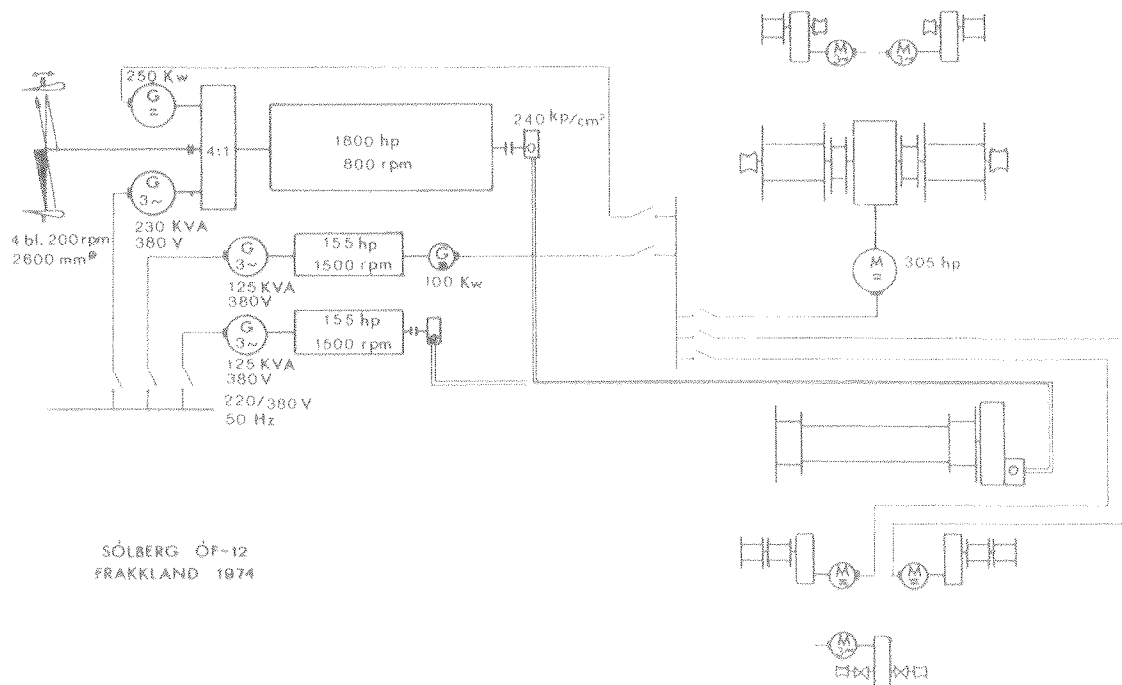 250 Kw
G
=
4:1
1800 hp
800 rpm
240 kP/cm²
G
3~
230 KVA
380 V
4 bl. 200 rpm
2600 mm ø
G
3~
125 KVA
380V
155 hp
1500 rpm
G
=
100 Kw
G
3~
125 KVA
380V
155 hp
1500 rpm
220/380 V
50 Hz
M
3~
M
3~
M
=
305 hp
M
=
M
=
M
3~
SÓLBERG ÓF-12
FRAKKLAND 1974